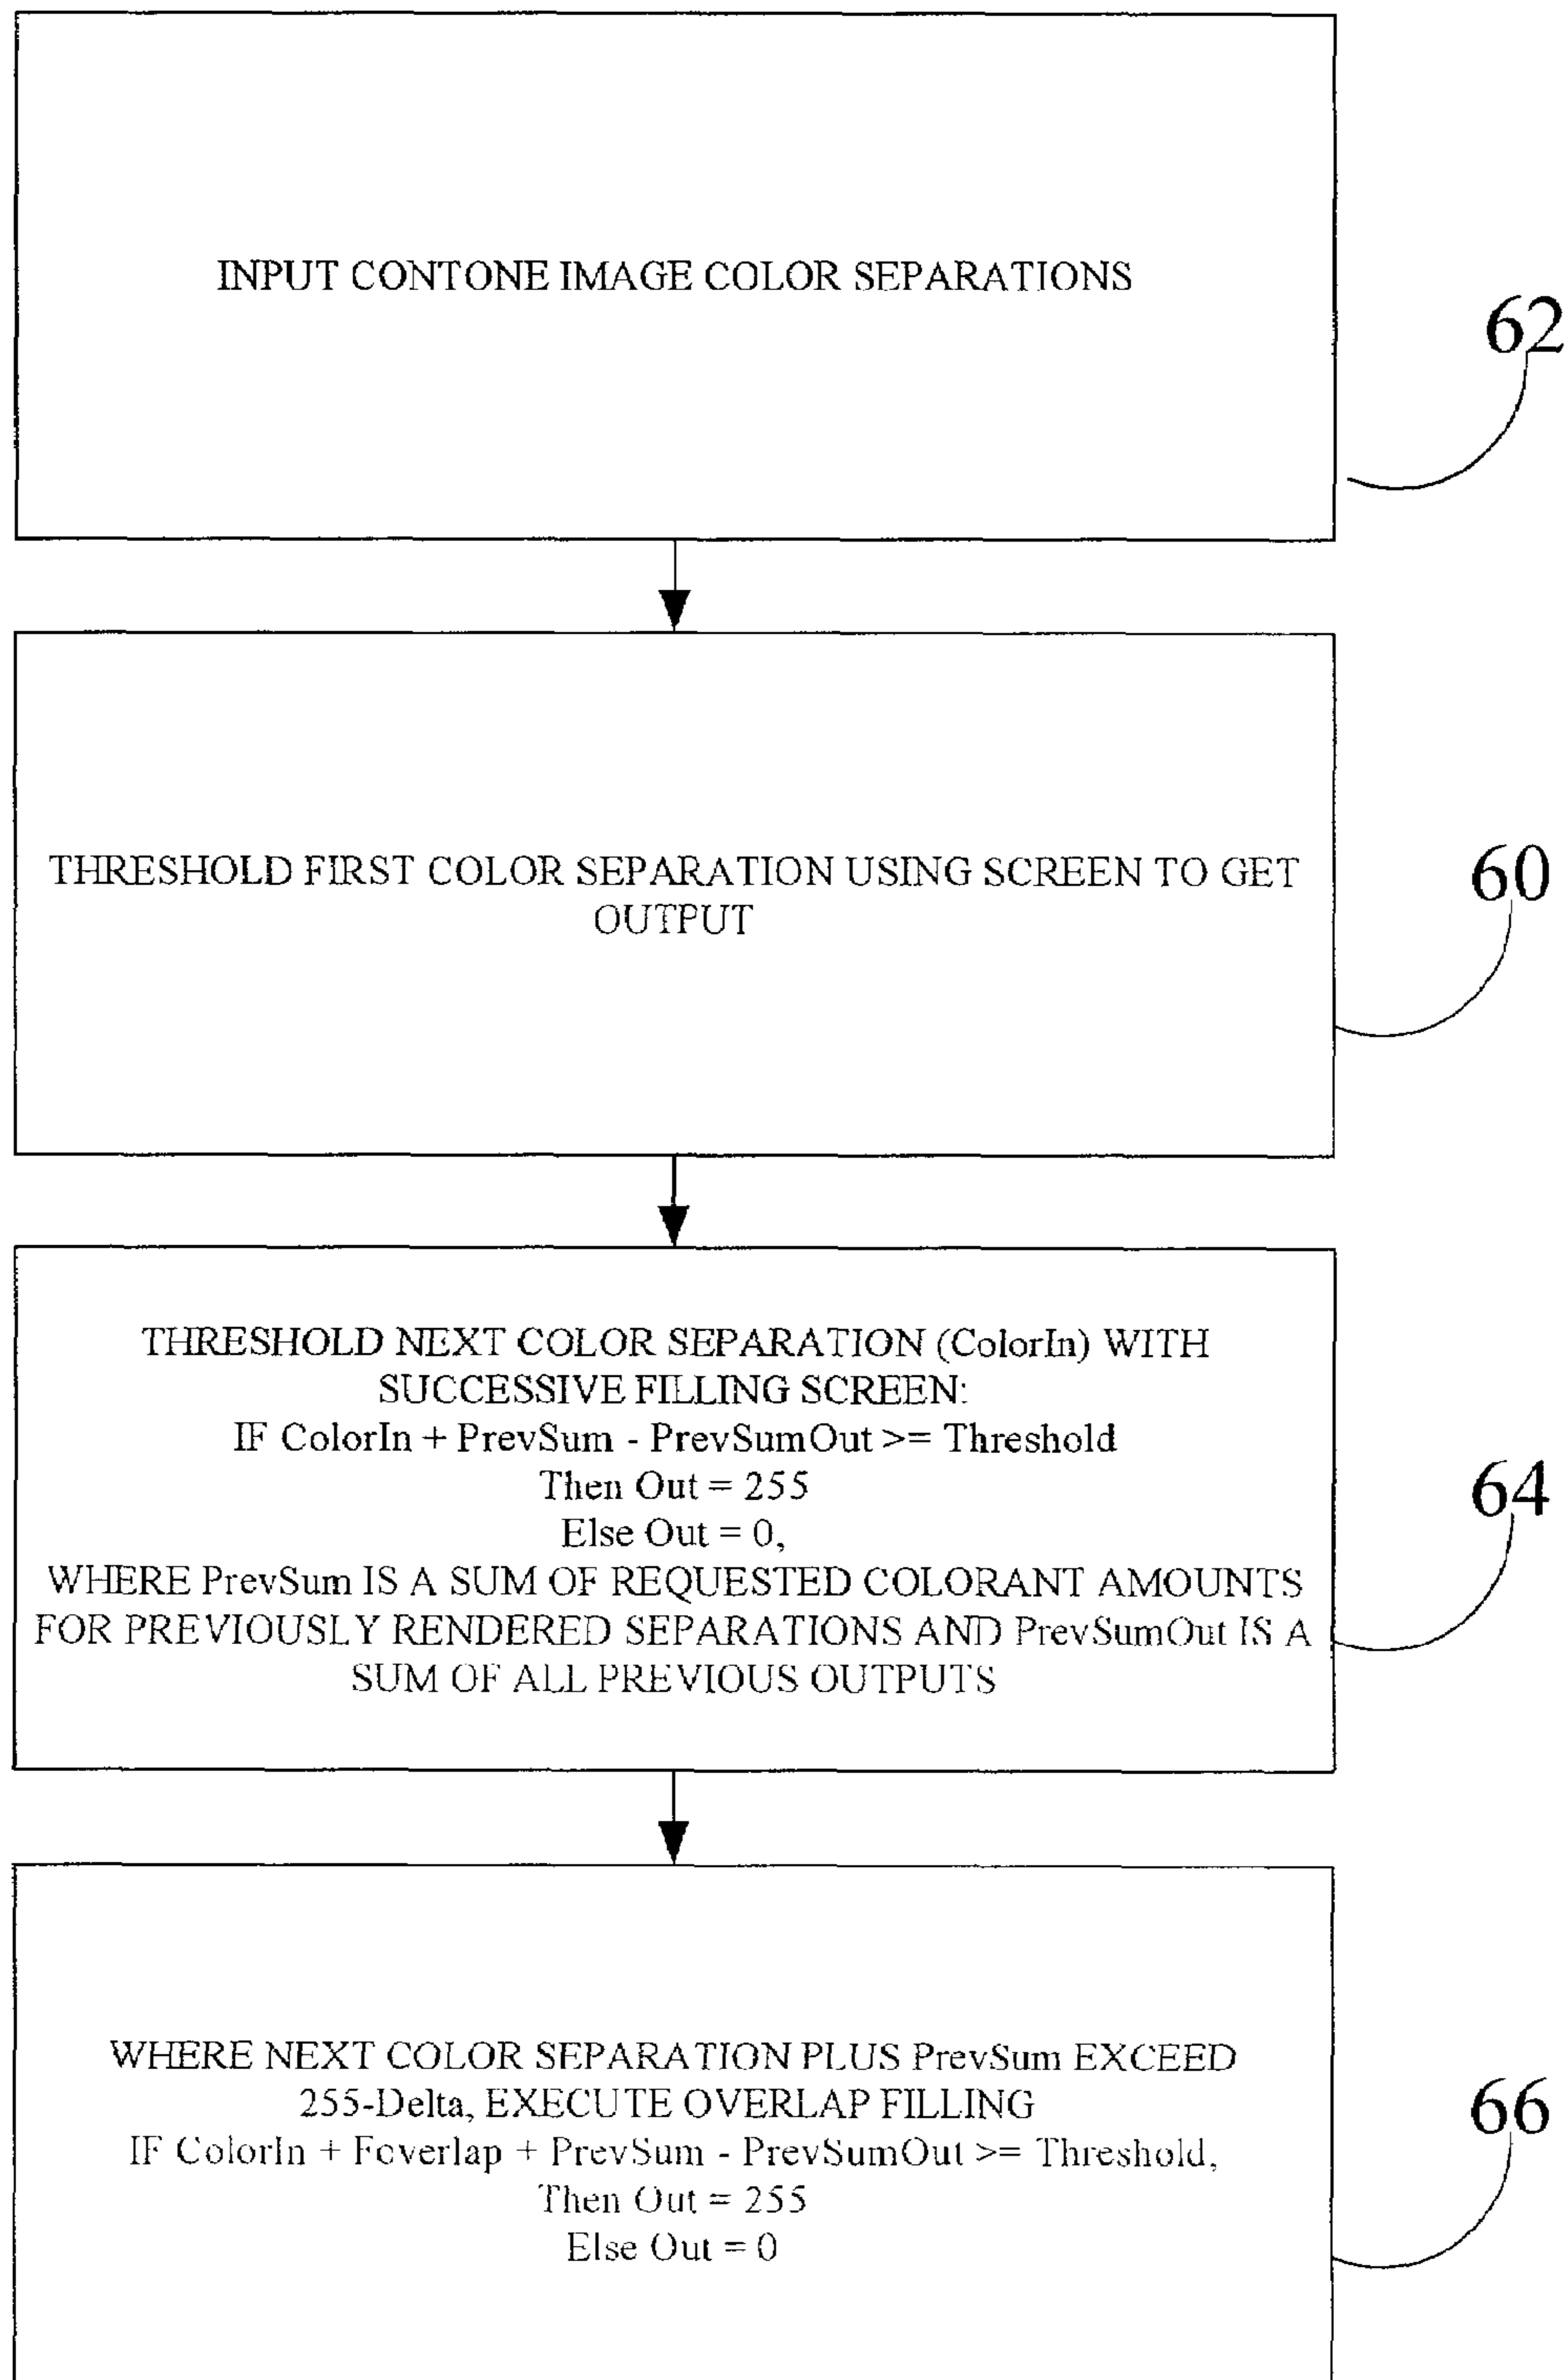 INPUT CONTONE IMAGE COLOR SEPARATIONS
62
THRESHOLD FIRST COLOR SEPARATION USING SCREEN TO GET
OUTPUT
60
THRESHOLD NEXT COLOR SEPARATION (ColorIn) WITH
SUCCESSIVE FILLING SCREEN:
IF ColorIn + PrevSum - PrevSumOut >= Threshold
Then Out = 255
Else Out = 0,
WHERE PrevSum IS A SUM OF REQUESTED COLORANT AMOUNTS
FOR PREVIOUSLY RENDERED SEPARATIONS AND PrevSumOut IS A
SUM OF ALL PREVIOUS OUTPUTS
64
WHERE NEXT COLOR SEPARATION PLUS PrevSum EXCEED
255-Delta, EXECUTE OVERLAP FILLING
IF ColorIn + Foverlap + PrevSum - PrevSumOut >= Threshold,
Then Out = 255
Else Out = 0
66